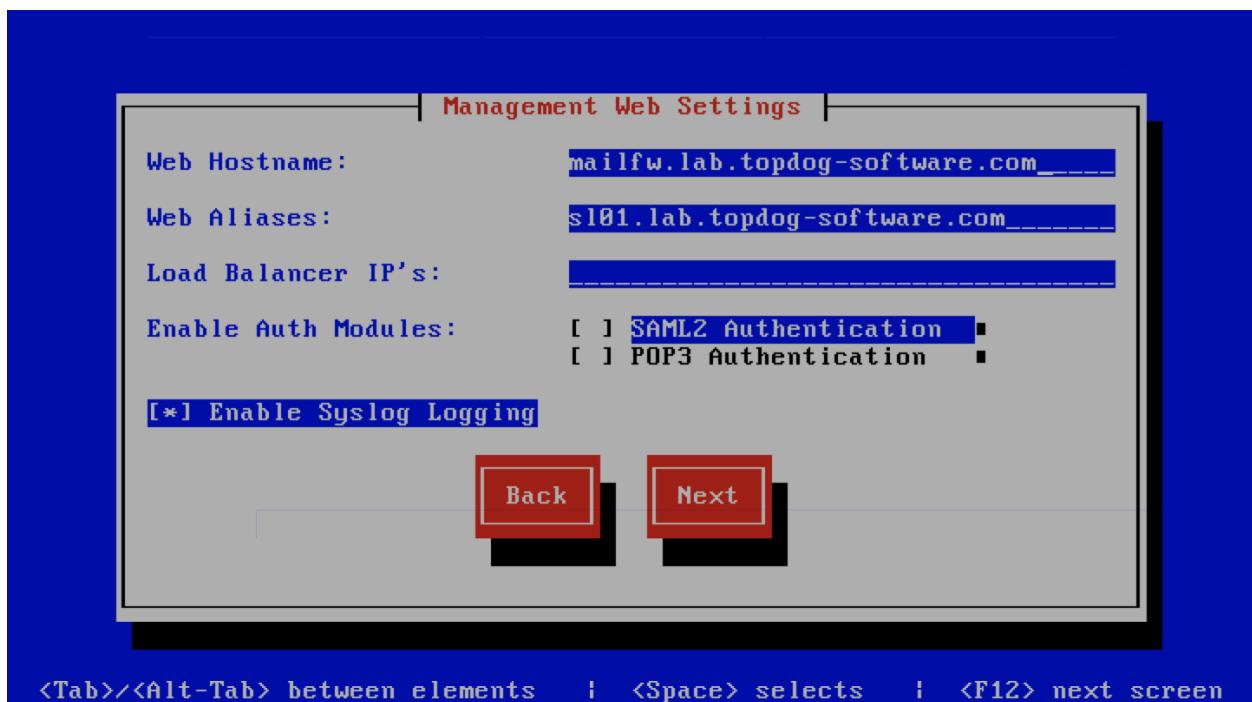 Management Web Settings
Web Hostname: mailfw.lab.topdog-software.com_____
Web Aliases: sl01.lab.topdog-software.com_______
Load Balancer IP's: ___________________________________
Enable Auth Modules: [ ] SAML2 Authentication
[ ] POP3 Authentication
[*] Enable Syslog Logging
Back Next
<Tab>/<Alt-Tab> between elements | <Space> selects | <F12> next screen